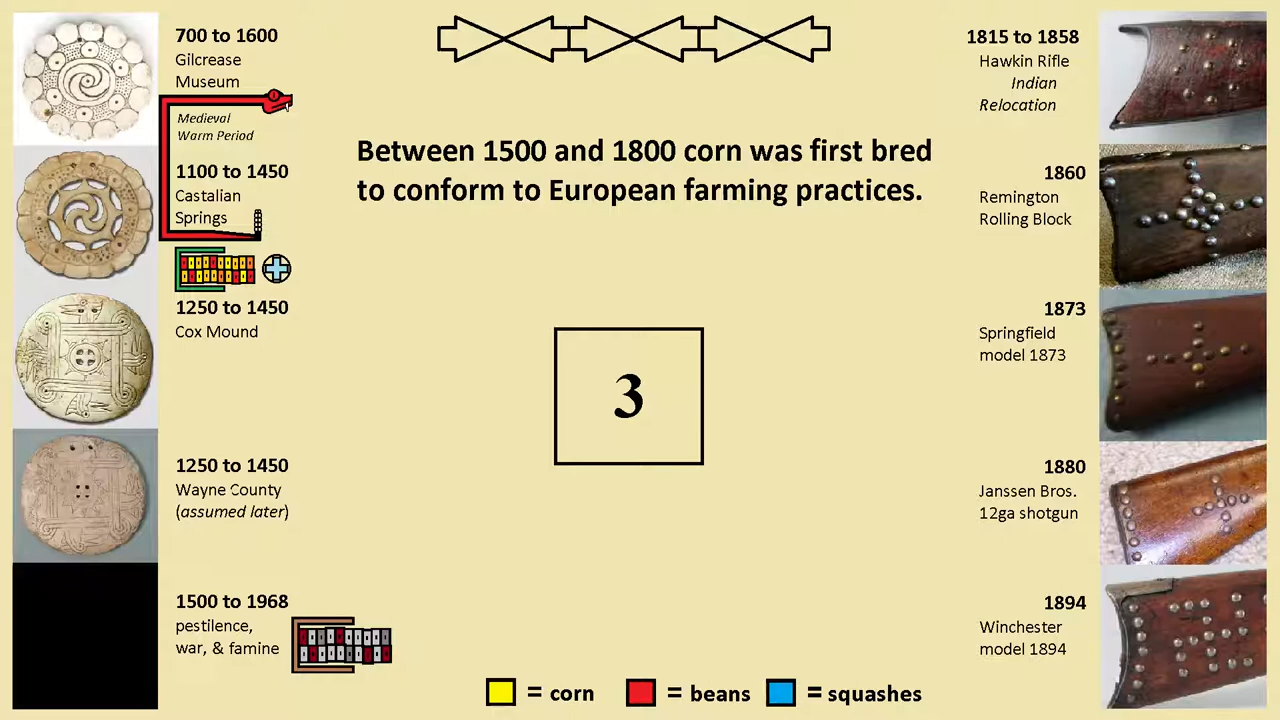 700 to 1600
Gilcrease
Museum
Medieval
Warm Period
1100 to 1450
Castalian
Springs
1250 to 1450
Cox Mound
1250 to 1450
Wayne County
(assumed later)
1500 to 1968
pestilence,
war, & famine
Between 1500 and 1800 corn was first bred
to conform to European farming practices.
3
= corn = beans = squashes
1815 to 1858
Hawkin Rifle
Indian
Relocation
1860
Remington
Rolling Block
1873
Springfield
model 1873
1880
Janssen Bros.
12ga shotgun
1894
Winchester
model 1894